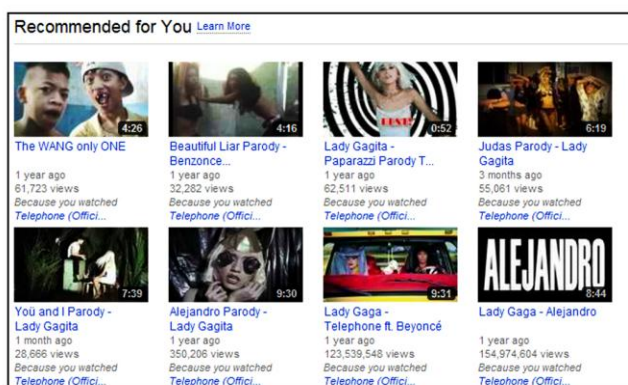 Recommended for You Learn More
4:26 4:16 0:52 6:19
The WANG only ONE
1 year ago
61,723 views
Because you watched
Telephone (Offici...
Beautiful Liar Parody -
Benzonce...
1 year ago
32,282 views
Because you watched
Telephone (Offici...
Lady Gagita -
Paparazzi Parody T...
1 year ago
62,511 views
Because you watched
Telephone (Offici...
Judas Parody - Lady
Gagita
3 months ago
55,061 views
Because you watched
Telephone (Offici...
7:39 9:30 9:31
ALEJANDRO
8:44
Yoü and I Parody -
Lady Gagita
1 month ago
28,666 views
Because you watched
Telephone (Offici...
Alejandro Parody -
Lady Gagita
1 year ago
350,206 views
Because you watched
Telephone (Offici...
Lady Gaga -
Telephone ft. Beyoncé
1 year ago
123,539,548 views
Because you watched
Telephone (Offici...
Lady Gaga - Alejandro
1 year ago
154,974,604 views
Because you watched
Telephone (Offici...